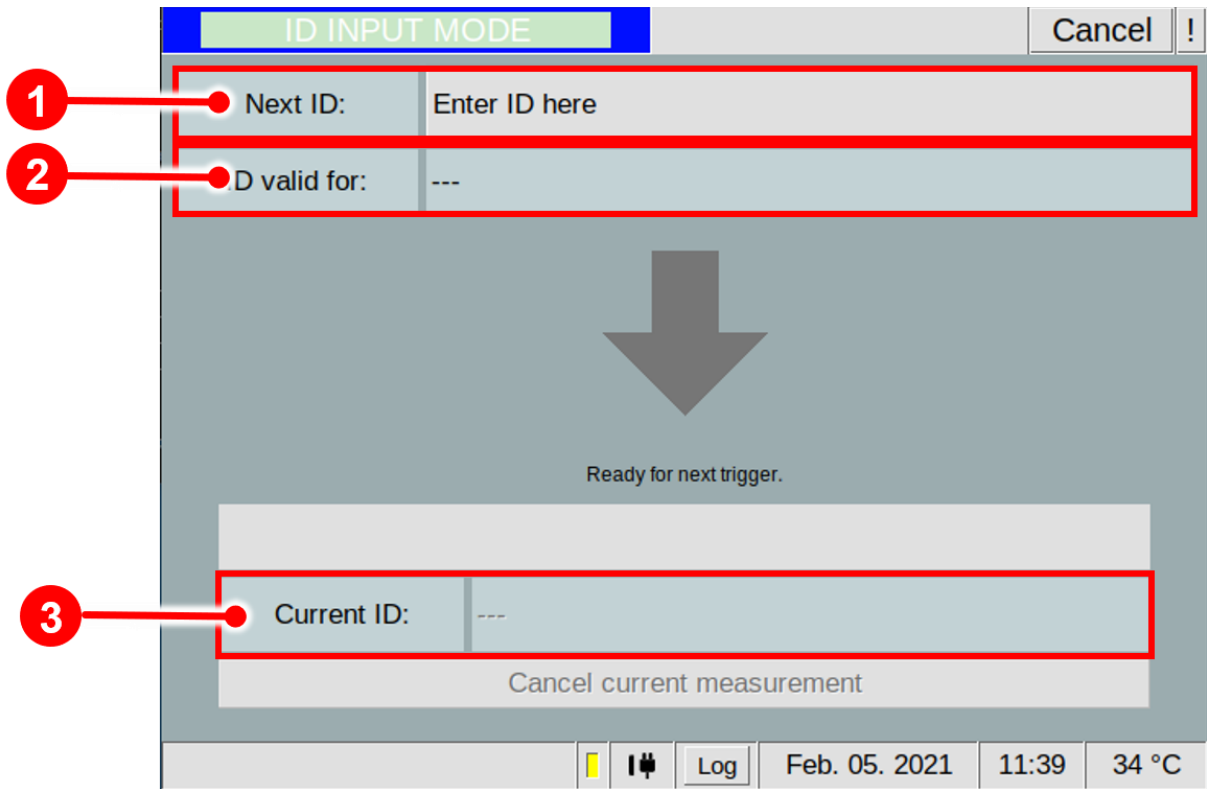 ID INPUT MODE Cancel !
1 Next ID: Enter ID here
2 ID valid for: ---
Ready for next trigger.
3 Current ID: ---
Cancel current measurement
Log Feb. 05. 2021 11:39 34 °C